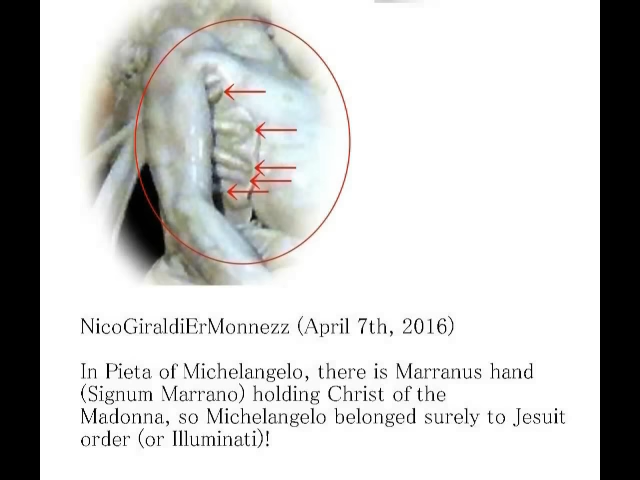 NicoGiraldiErMonnezz (April 7th, 2016)
In Pieta of Michelangelo, there is Marranus hand
(Signum Marrano) holding Christ of the
Madonna, so Michelangelo belonged surely to Jesuit
order (or Illuminati)!